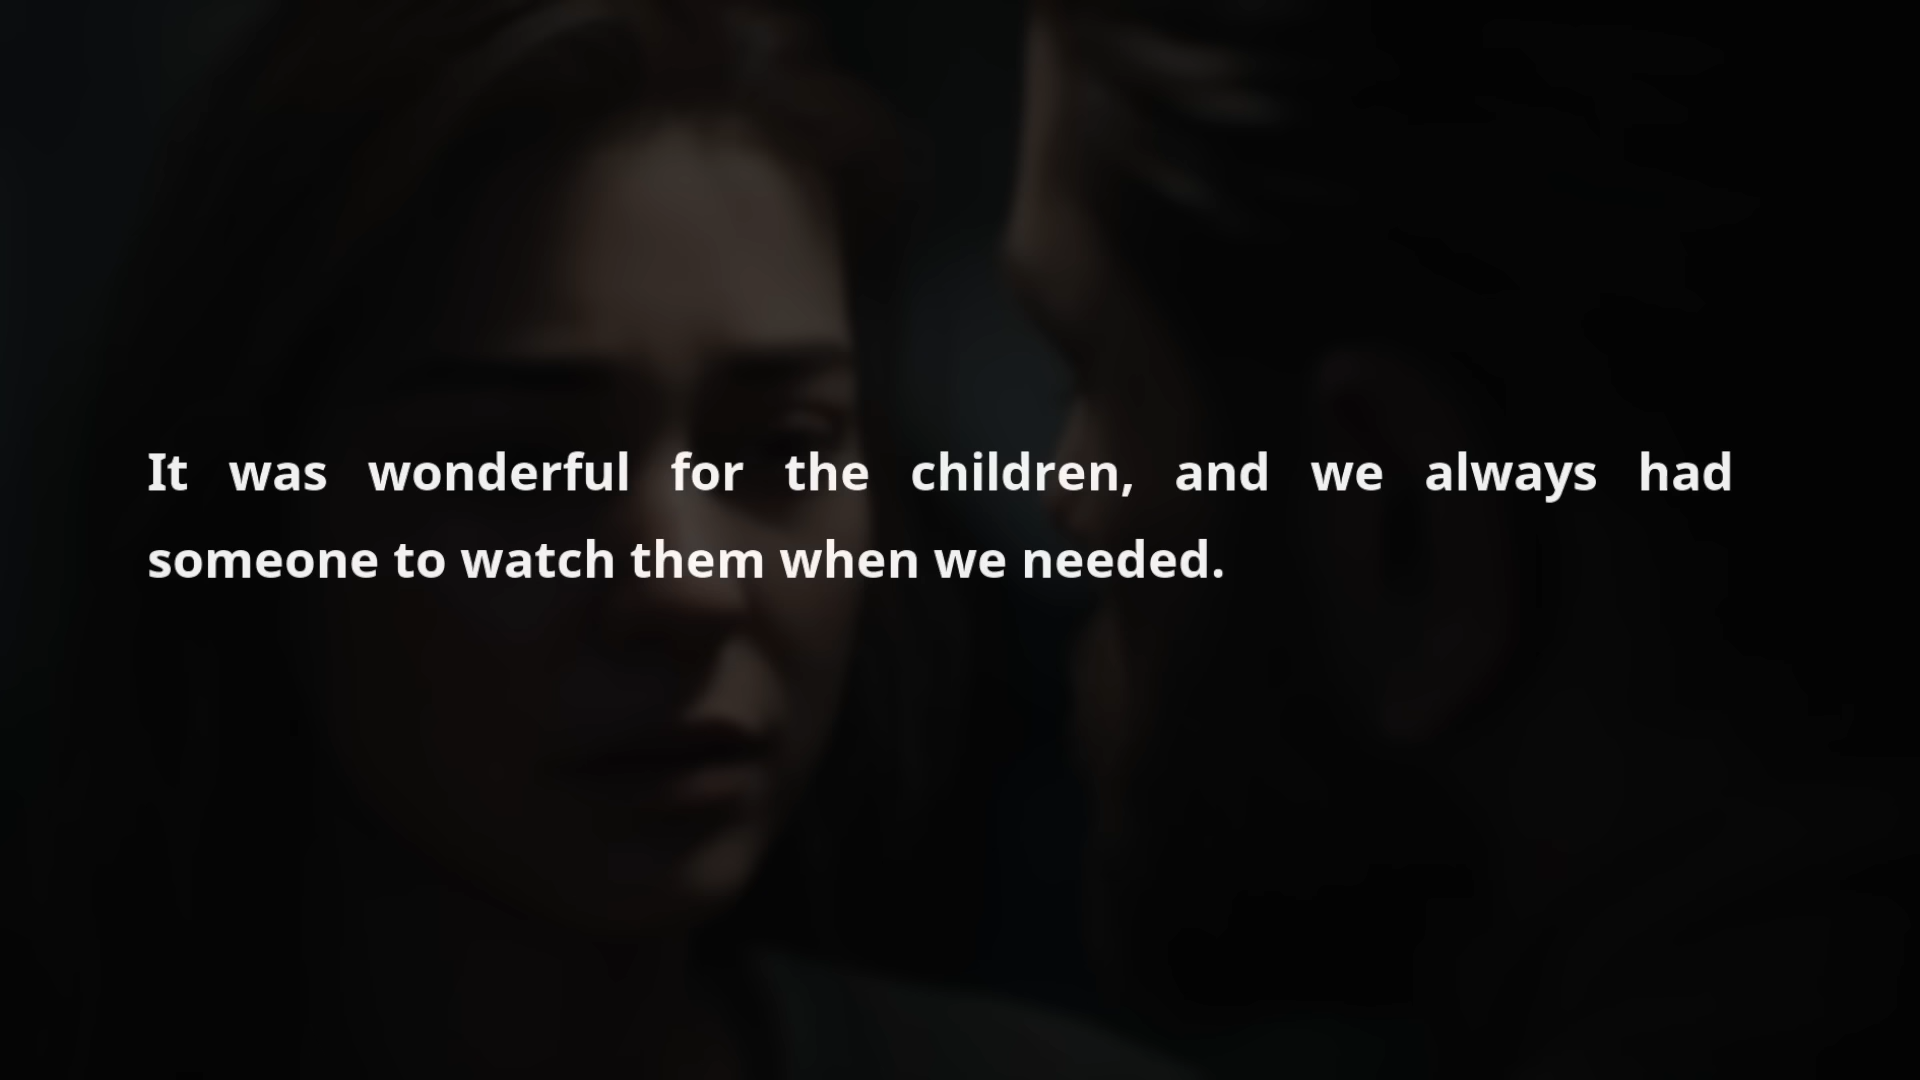 It was wonderful for the children, and we always had
someone to watch them when we needed.